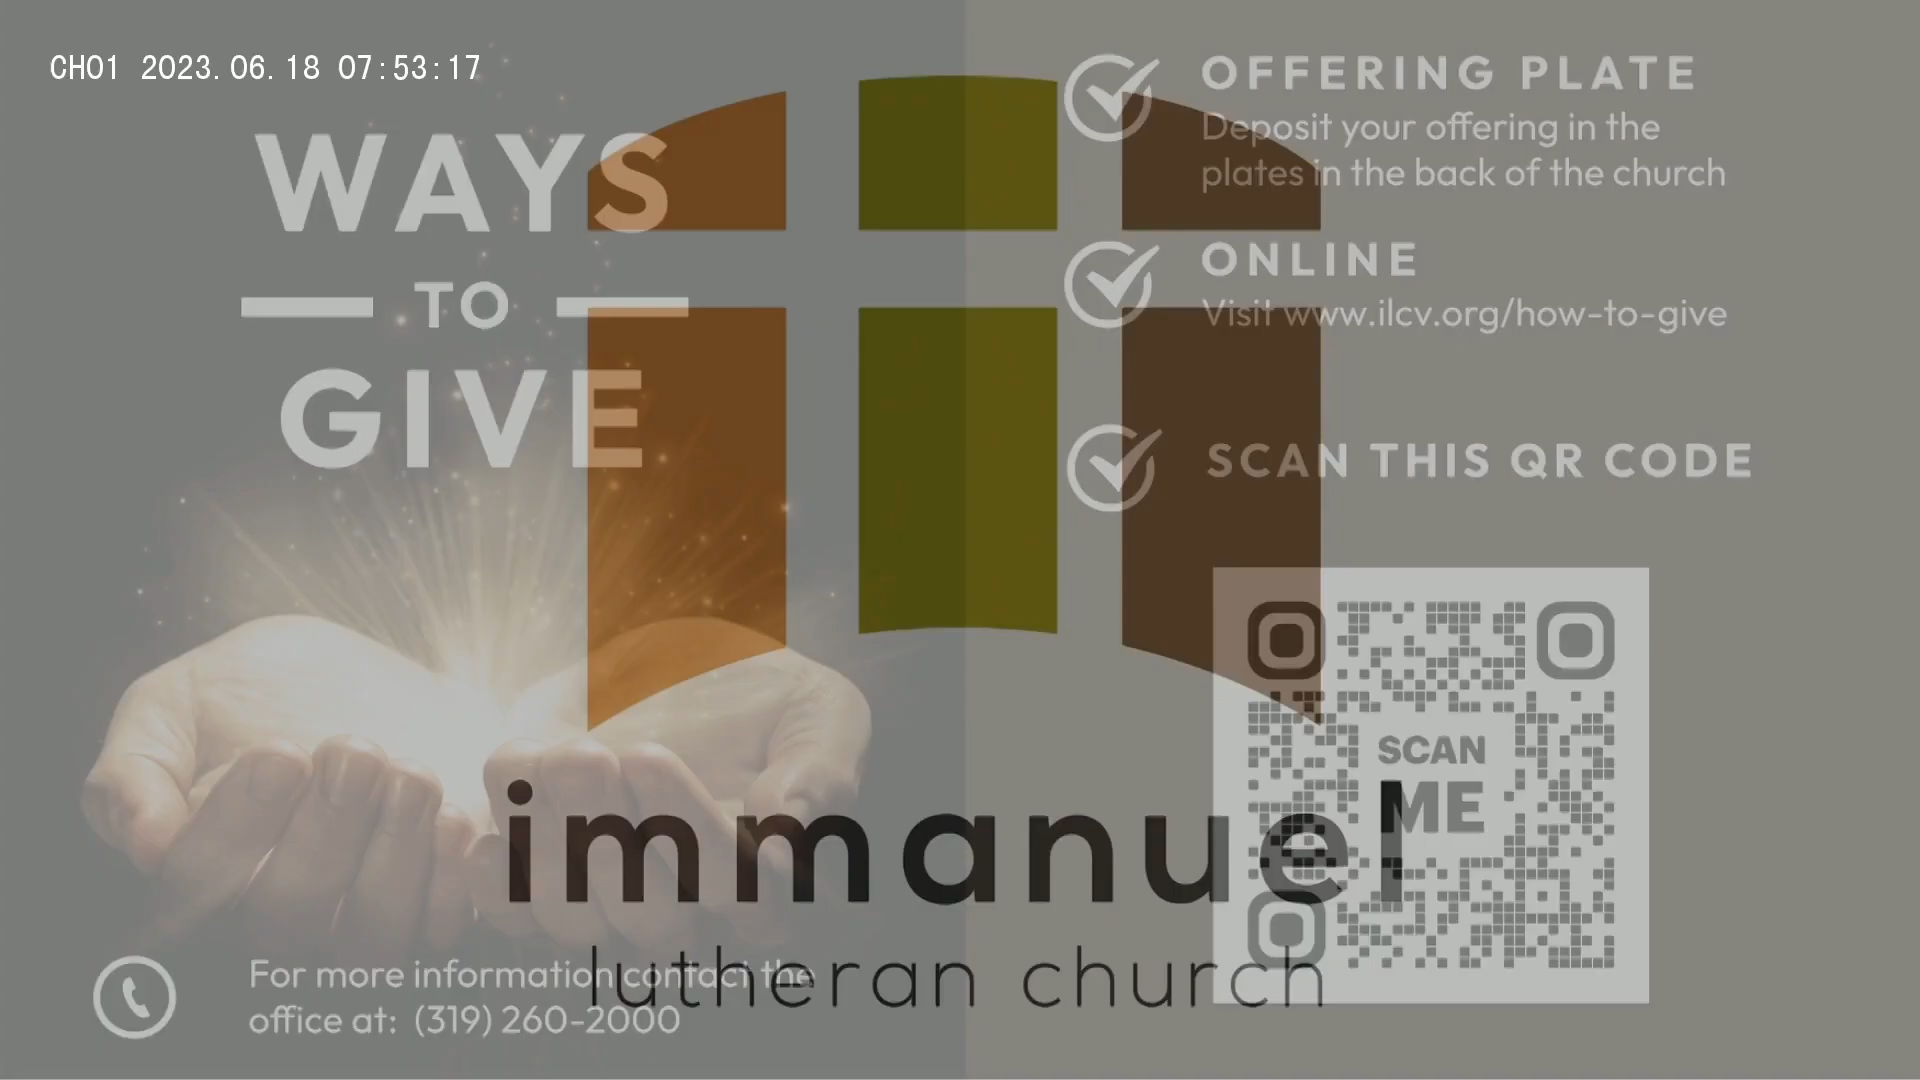 CH01 2023.06.18 07:53:17
WAYS
TO
GIVE
OFFERING PLATE
Deposit your offering in the
plates in the back of the church
ONLINE
Visit www.ilcv.org/how-to-give
SCAN THIS QR CODE
SCAN
ME
immanuel
lutheran church
For more information contact the
office at: (319) 260-2000